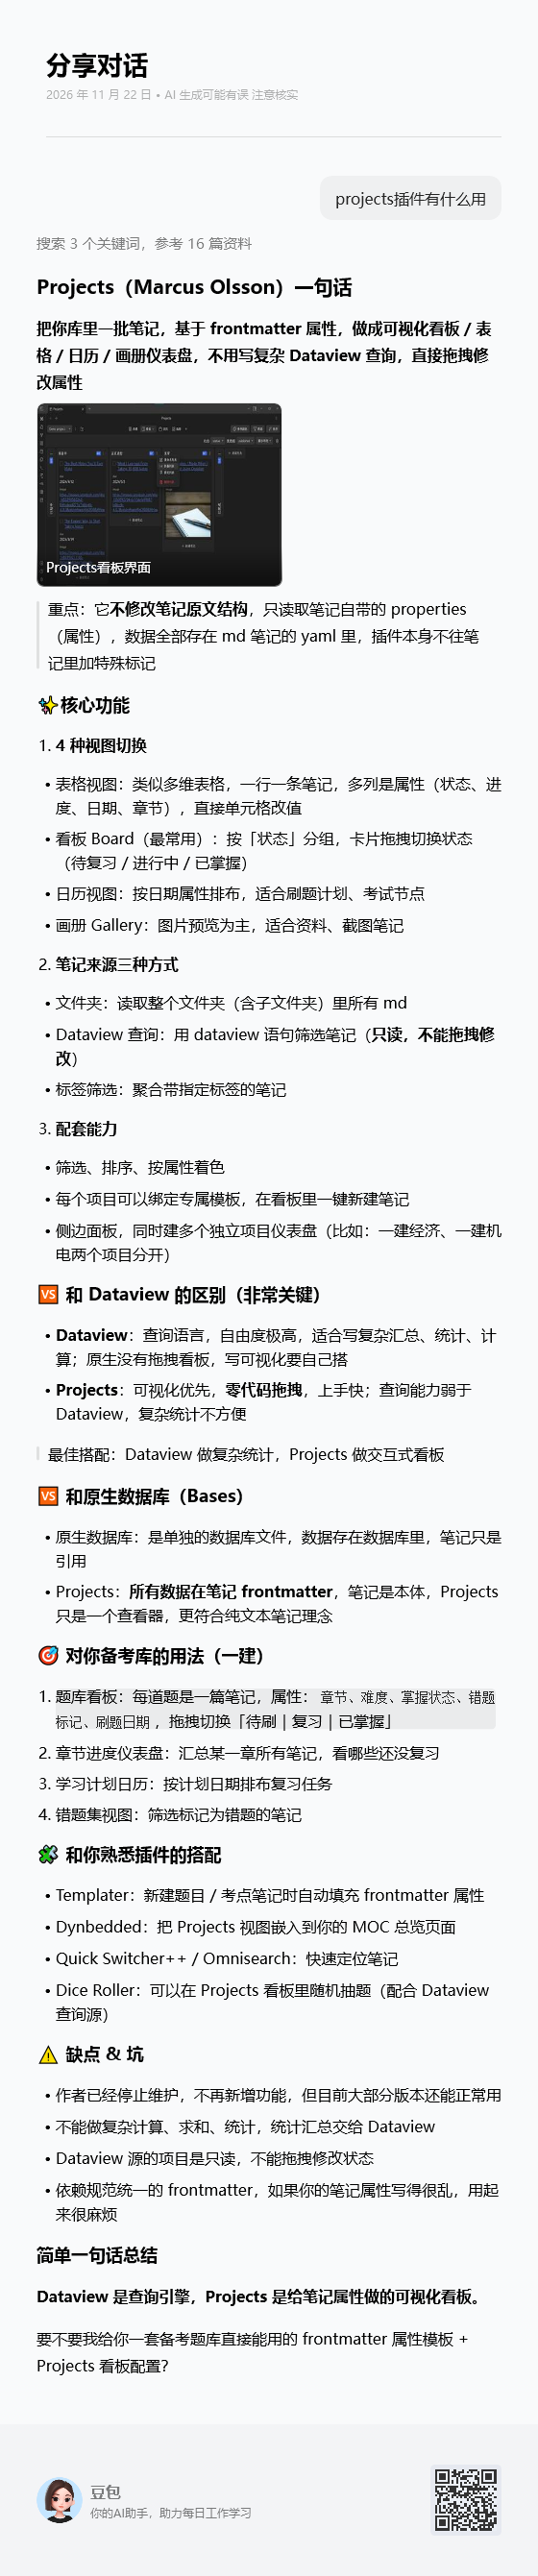 分享对话
2026 年 11 月 22 日 • AI 生成可能有误 注意核实
projects插件有什么用
搜索 3 个关键词，参考 16 篇资料
Projects（Marcus Olsson）一句话
把你库里一批笔记，基于 frontmatter 属性，做成可视化看板 / 表
格 / 日历 / 画册仪表盘，不用写复杂 Dataview 查询，直接拖拽修
改属性
Projects看板界面
重点：它不修改笔记原文结构，只读取笔记自带的 properties
（属性），数据全部存在 md 笔记的 yaml 里，插件本身不往笔
记里加特殊标记
✨核心功能
1. 4 种视图切换
• 表格视图：类似多维表格，一行一条笔记，多列是属性（状态、进
度、日期、章节），直接单元格改值
• 看板 Board（最常用）：按「状态」分组，卡片拖拽切换状态
（待复习 / 进行中 / 已掌握）
• 日历视图：按日期属性排布，适合刷题计划、考试节点
• 画册 Gallery：图片预览为主，适合资料、截图笔记
2. 笔记来源三种方式
• 文件夹：读取整个文件夹（含子文件夹）里所有 md
• Dataview 查询：用 dataview 语句筛选笔记（只读，不能拖拽修
改）
• 标签筛选：聚合带指定标签的笔记
3. 配套能力
• 筛选、排序、按属性着色
• 每个项目可以绑定专属模板，在看板里一键新建笔记
• 侧边面板，同时建多个独立项目仪表盘（比如：一建经济、一建机
电两个项目分开）
🆚 和 Dataview 的区别（非常关键）
• Dataview：查询语言，自由度极高，适合写复杂汇总、统计、计
算；原生没有拖拽看板，写可视化要自己搭
• Projects：可视化优先，零代码拖拽，上手快；查询能力弱于
Dataview，复杂统计不方便
最佳搭配：Dataview 做复杂统计，Projects 做交互式看板
🆚 和原生数据库（Bases）
• 原生数据库：是单独的数据库文件，数据存在数据库里，笔记只是
引用
• Projects：所有数据在笔记 frontmatter，笔记是本体，Projects
只是一个查看器，更符合纯文本笔记理念
🎯 对你备考库的用法（一建）
1. 题库看板：每道题是一篇笔记，属性： 章节、难度、掌握状态、错题
标记、刷题日期 ，拖拽切换「待刷｜复习｜已掌握」
2. 章节进度仪表盘：汇总某一章所有笔记，看哪些还没复习
3. 学习计划日历：按计划日期排布复习任务
4. 错题集视图：筛选标记为错题的笔记
🧩 和你熟悉插件的搭配
• Templater：新建题目 / 考点笔记时自动填充 frontmatter 属性
• Dynbedded：把 Projects 视图嵌入到你的 MOC 总览页面
• Quick Switcher++ / Omnisearch：快速定位笔记
• Dice Roller：可以在 Projects 看板里随机抽题（配合 Dataview
查询源）
⚠️ 缺点 & 坑
• 作者已经停止维护，不再新增功能，但目前大部分版本还能正常用
• 不能做复杂计算、求和、统计，统计汇总交给 Dataview
• Dataview 源的项目是只读，不能拖拽修改状态
• 依赖规范统一的 frontmatter，如果你的笔记属性写得很乱，用起
来很麻烦
简单一句话总结
Dataview 是查询引擎，Projects 是给笔记属性做的可视化看板。
要不要我给你一套备考题库直接能用的 frontmatter 属性模板 +
Projects 看板配置？
豆包
你的AI助手，助力每日工作学习